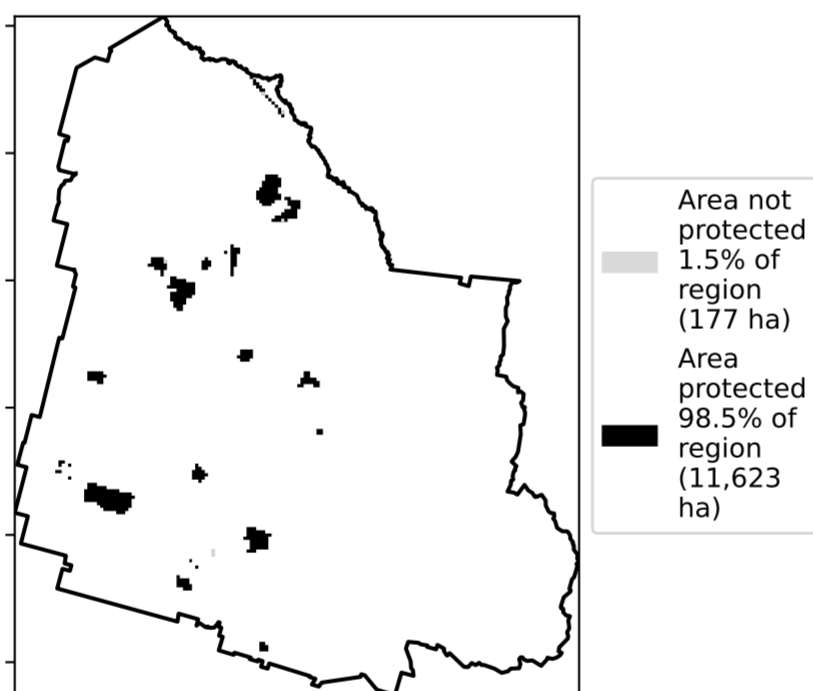 Area not
protected
1.5% of
region
(177 ha)
Area
protected
98.5% of
region
(11,623
ha)